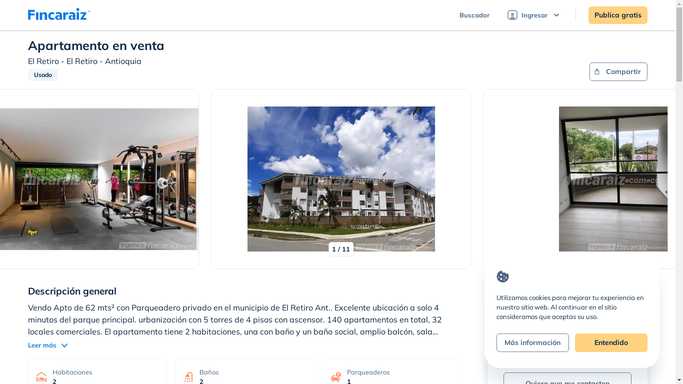 Fincaraiz
Buscador
Ingresar
Publica gratis
Apartamento en venta
El Retiro - El Retiro - Antioquia
Usado
Compartir
fincaraiz
fincaraiz.com.co
fincaraiz.com
1 / 11
Descripción general
Vendo Apto de 62 mts² con Parqueadero privado en el municipio de El Retiro Ant.. Excelente ubicación a solo 4
minutos del parque principal. urbanización con 5 torres de 4 pisos con ascensor. 140 apartamentos en total, 32
locales comerciales. El apartamento tiene 2 habitaciones, una con baño y un baño social, amplio balcón, sala...
Leer más
Habitaciones
2
Baños
2
Parqueaderos
1
Utilizamos cookies para mejorar tu experiencia en
nuestro sitio web. Al continuar en el sitio
consideramos que aceptas su uso.
Más información
Entendido
Quiero que me contacten